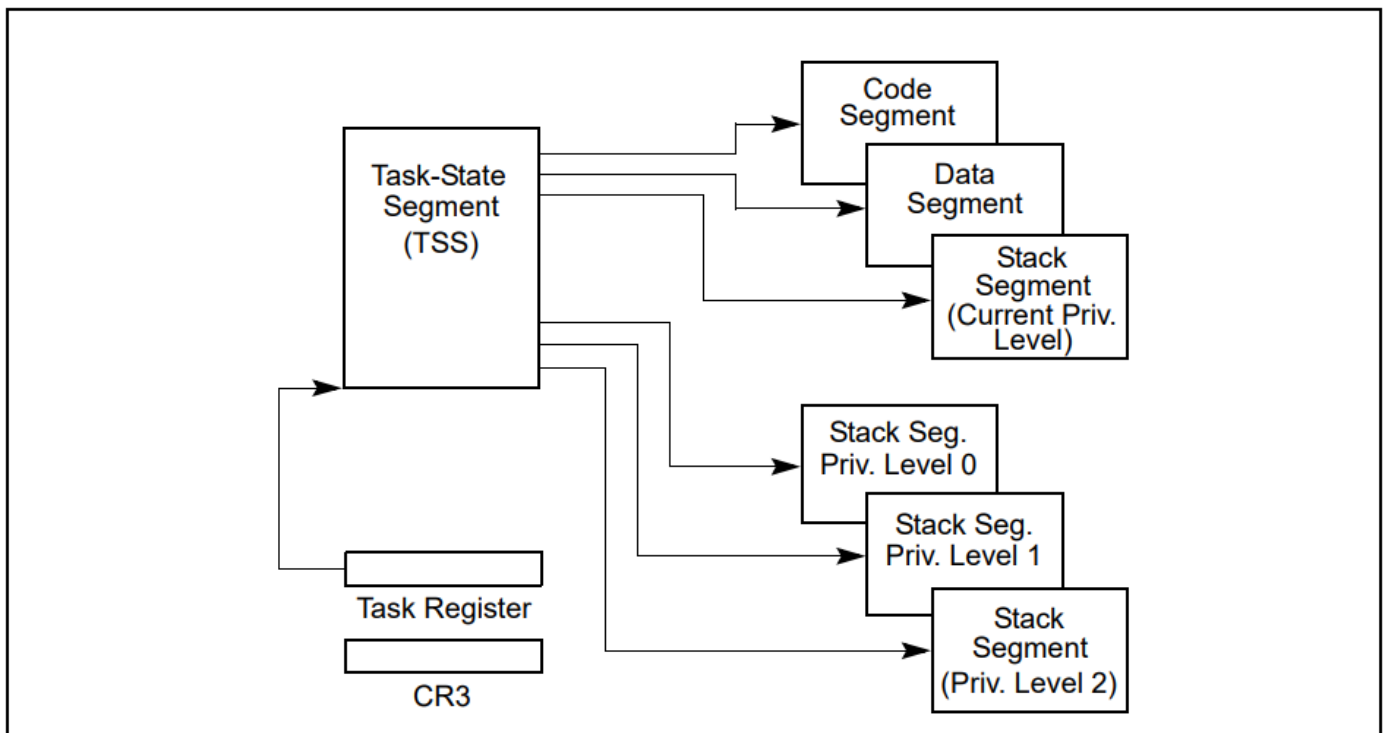 Code
Segment
Task-State
Segment
(TSS)
Data
Segment
Stack
Segment
(Current Priv.
Level)
Stack Seg.
Priv. Level 0
Stack Seg.
Priv. Level 1
Task Register
Stack
Segment
(Priv. Level 2)
CR3